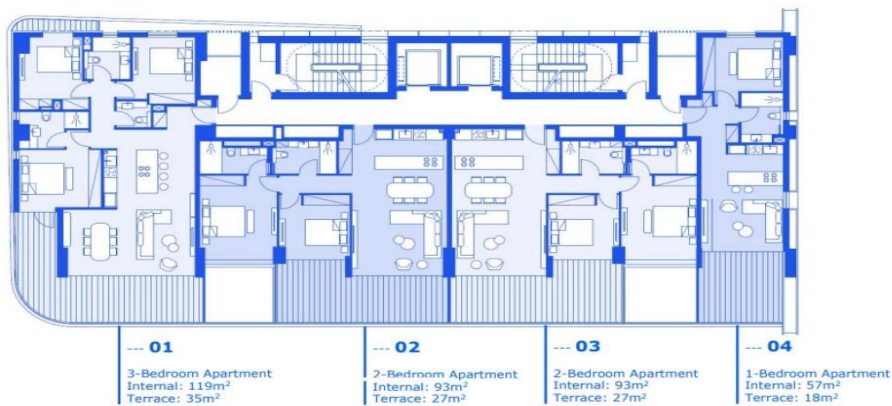 --- 01
3-Bedroom Apartment
Internal: 119m²
Terrace: 35m²
--- 02
2-Bedroom Apartment
Internal: 93m²
Terrace: 27m²
--- 03
2-Bedroom Apartment
Internal: 93m²
Terrace: 27m²
--- 04
1-Bedroom Apartment
Internal: 57m²
Terrace: 18m²